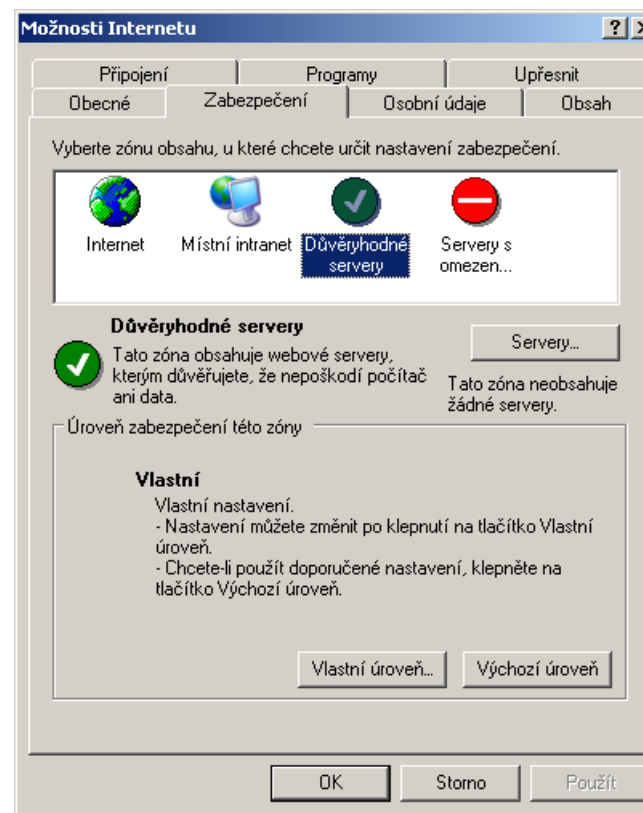 Možnosti Internetu
Připojení
Programy
Upřesnit
Obecné
Zabezpečení
Osobní údaje
Obsah
Vyberte zónu obsahu, u které chcete určit nastavení zabezpečení.
Internet
Místní intranet
Důvěryhodné
servery
Servery s
omezen...
Důvěryhodné servery
Tato zóna obsahuje webové servery,
kterým důvěřujete, že nepoškodí počítač
ani data.
Servery...
Tato zóna neobsahuje
žádné servery.
Úroveň zabezpečení této zóny
Vlastní
Vlastní nastavení.
- Nastavení můžete změnit po klepnutí na tlačítko Vlastní
úroveň.
- Chcete-li použít doporučené nastavení, klepněte na
tlačítko Výchozí úroveň.
Vlastní úroveň...
Výchozí úroveň
OK
Storno
Použít